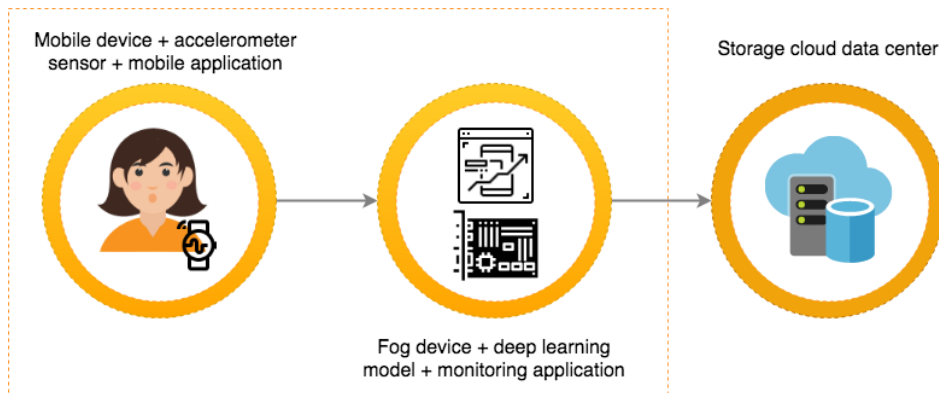 Mobile device + accelerometer
sensor + mobile application
Storage cloud data center
Fog device + deep learning
model + monitoring application